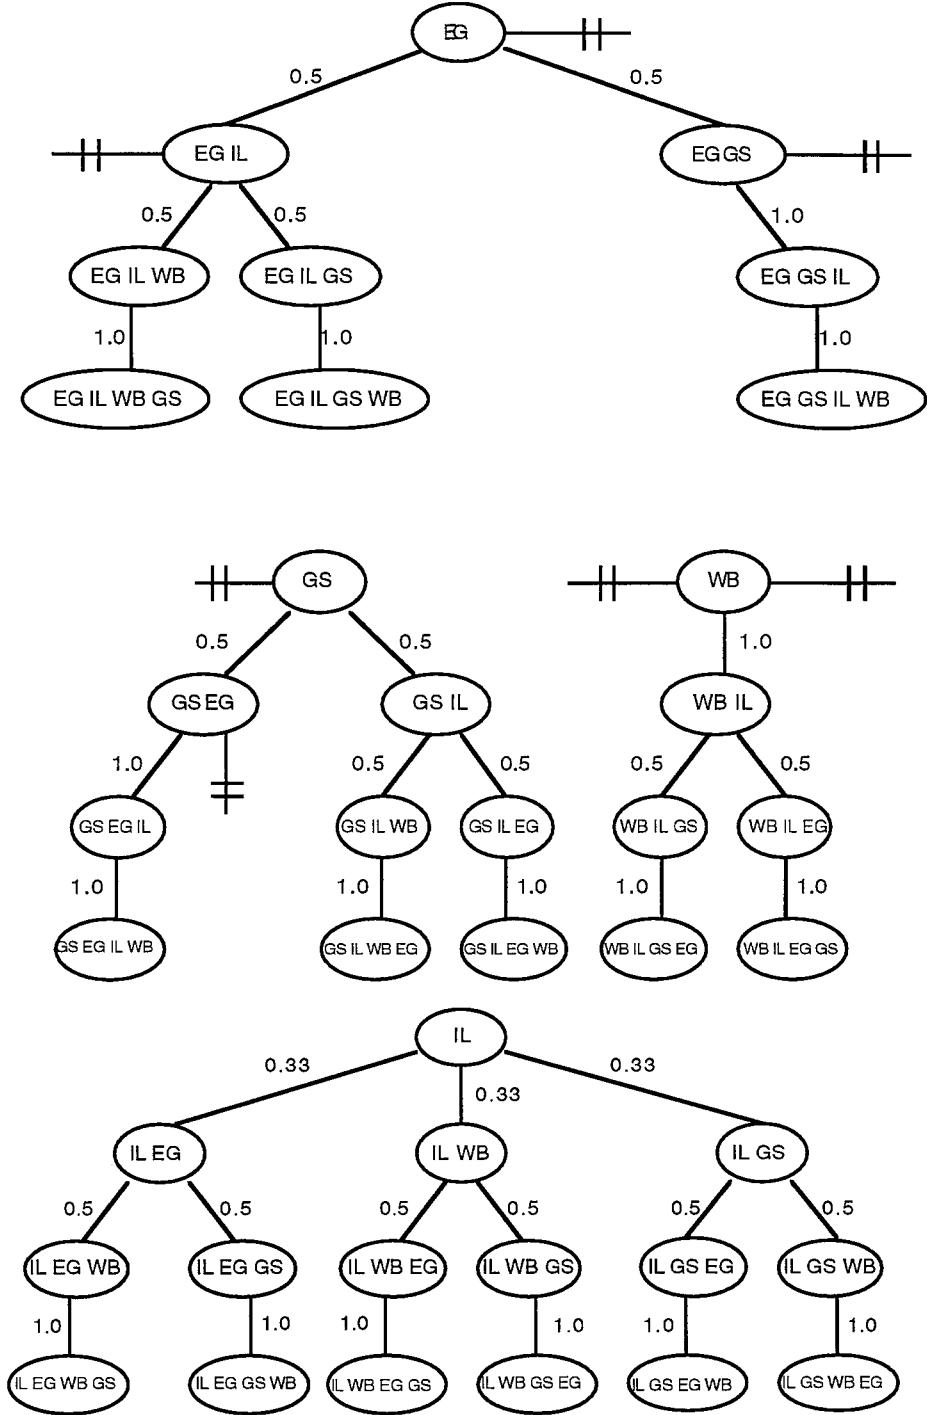 EG
0.5 0.5
EG IL EG GS
0.5 0.5 1.0
EG IL WB EG IL GS EG GS IL
1.0 1.0 1.0
EG IL WB GS EG IL GS WB EG GS IL WB
GS WB
0.5 0.5 1.0
GS EG GS IL WB IL
1.0 0.5 0.5 0.5 0.5
GS EG IL GS IL WB GS IL EG WB IL GS WB IL EG
1.0 1.0 1.0 1.0 1.0
GS EG IL WB GS IL WB EG GS IL EG WB WB IL GS EG WB IL EG GS
IL
0.33 0.33 0.33
IL EG IL WB IL GS
0.5 0.5 0.5 0.5 0.5 0.5
IL EG WB IL EG GS IL WB EG IL WB GS IL GS EG IL GS WB
1.0 1.0 1.0 1.0 1.0 1.0
IL EG WB GS IL EG GS WB IL WB EG GS IL WB GS EG IL GS EG WB IL GS WB EG